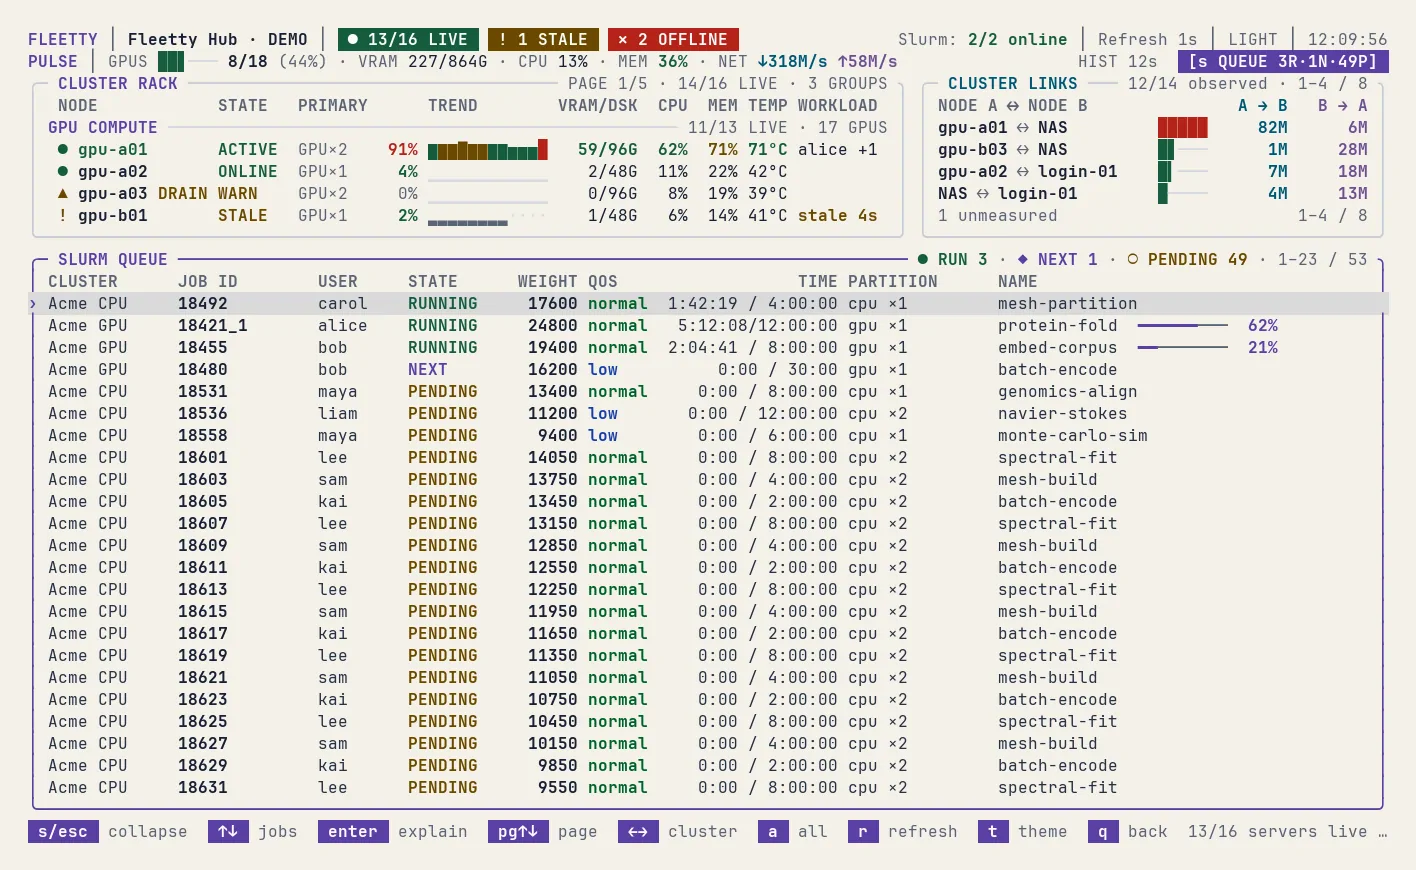 FLEETTY │ Fleetty Hub · DEMO │ ● 13/16 LIVE ! 1 STALE × 2 OFFLINE Slurm: 2/2 online │ Refresh 1s │ LIGHT │ 12:09:56
PULSE │ GPUS 8/18 (44%) · VRAM 227/864G · CPU 13% · MEM 36% · NET ↓318M/s ↑58M/s HIST 12s [s QUEUE 3R·1N·49P]
CLUSTER RACK PAGE 1/5 · 14/16 LIVE · 3 GROUPS
NODE STATE PRIMARY TREND VRAM/DSK CPU MEM TEMP WORKLOAD
GPU COMPUTE 11/13 LIVE · 17 GPUS
● gpu-a01 ACTIVE GPU×2 91% 59/96G 62% 71% 71°C alice +1
● gpu-a02 ONLINE GPU×1 4% 2/48G 11% 22% 42°C
▲ gpu-a03 DRAIN WARN GPU×2 0% 0/96G 8% 19% 39°C
! gpu-b01 STALE GPU×1 2% 1/48G 6% 14% 41°C stale 4s
CLUSTER LINKS 12/14 observed · 1-4 / 8
NODE A ↔ NODE B A → B B → A
gpu-a01 ↔ NAS 82M 6M
gpu-b03 ↔ NAS 1M 28M
gpu-a02 ↔ login-01 7M 18M
NAS ↔ login-01 4M 13M
1 unmeasured 1-4 / 8
SLURM QUEUE ● RUN 3 · ◆ NEXT 1 · ○ PENDING 49 · 1-23 / 53
CLUSTER JOB ID USER STATE WEIGHT QOS TIME PARTITION NAME
› Acme CPU 18492 carol RUNNING 17600 normal 1:42:19 / 4:00:00 cpu ×1 mesh-partition
Acme GPU 18421_1 alice RUNNING 24800 normal 5:12:08/12:00:00 gpu ×1 protein-fold 62%
Acme GPU 18455 bob RUNNING 19400 normal 2:04:41 / 8:00:00 gpu ×1 embed-corpus 21%
Acme GPU 18480 bob NEXT 16200 low 0:00 / 30:00 gpu ×1 batch-encode
Acme CPU 18531 maya PENDING 13400 normal 0:00 / 8:00:00 cpu ×1 genomics-align
Acme CPU 18536 liam PENDING 11200 low 0:00 / 12:00:00 cpu ×2 navier-stokes
Acme CPU 18558 maya PENDING 9400 low 0:00 / 6:00:00 cpu ×1 monte-carlo-sim
Acme CPU 18601 lee PENDING 14050 normal 0:00 / 8:00:00 cpu ×2 spectral-fit
Acme CPU 18603 sam PENDING 13750 normal 0:00 / 4:00:00 cpu ×2 mesh-build
Acme CPU 18605 kai PENDING 13450 normal 0:00 / 2:00:00 cpu ×2 batch-encode
Acme CPU 18607 lee PENDING 13150 normal 0:00 / 8:00:00 cpu ×2 spectral-fit
Acme CPU 18609 sam PENDING 12850 normal 0:00 / 4:00:00 cpu ×2 mesh-build
Acme CPU 18611 kai PENDING 12550 normal 0:00 / 2:00:00 cpu ×2 batch-encode
Acme CPU 18613 lee PENDING 12250 normal 0:00 / 8:00:00 cpu ×2 spectral-fit
Acme CPU 18615 sam PENDING 11950 normal 0:00 / 4:00:00 cpu ×2 mesh-build
Acme CPU 18617 kai PENDING 11650 normal 0:00 / 2:00:00 cpu ×2 batch-encode
Acme CPU 18619 lee PENDING 11350 normal 0:00 / 8:00:00 cpu ×2 spectral-fit
Acme CPU 18621 sam PENDING 11050 normal 0:00 / 4:00:00 cpu ×2 mesh-build
Acme CPU 18623 kai PENDING 10750 normal 0:00 / 2:00:00 cpu ×2 batch-encode
Acme CPU 18625 lee PENDING 10450 normal 0:00 / 8:00:00 cpu ×2 spectral-fit
Acme CPU 18627 sam PENDING 10150 normal 0:00 / 4:00:00 cpu ×2 mesh-build
Acme CPU 18629 kai PENDING 9850 normal 0:00 / 2:00:00 cpu ×2 batch-encode
Acme CPU 18631 lee PENDING 9550 normal 0:00 / 8:00:00 cpu ×2 spectral-fit
s/esc collapse ↑↓ jobs enter explain pg↑↓ page ↔ cluster a all r refresh t theme q back 13/16 servers live …